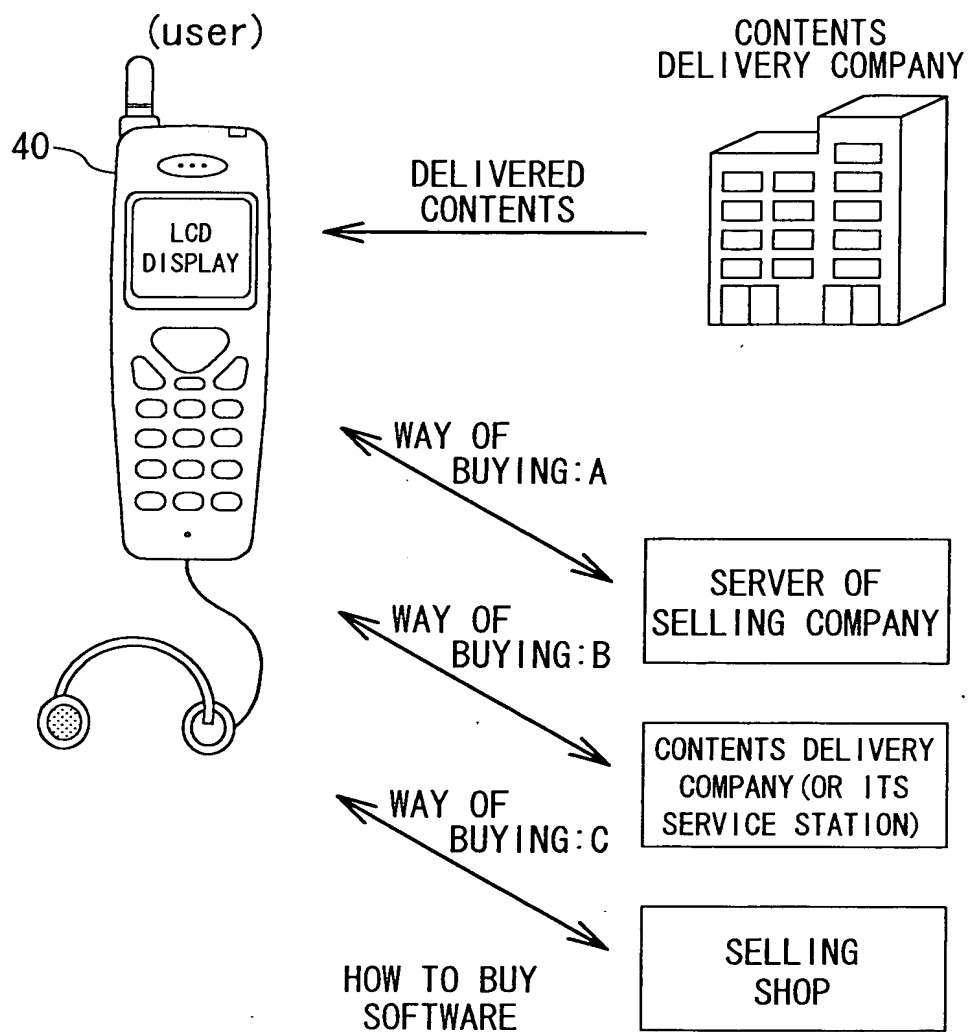 (user)
CONTENTS
DELIVERY COMPANY
40
DELIVERED
CONTENTS
LCD
DISPLAY
WAY OF
BUYING:A
SERVER OF
SELLING COMPANY
WAY OF
BUYING:B
CONTENTS DELIVERY
COMPANY(OR ITS
SERVICE STATION)
WAY OF
BUYING:C
SELLING
SHOP
HOW TO BUY
SOFTWARE